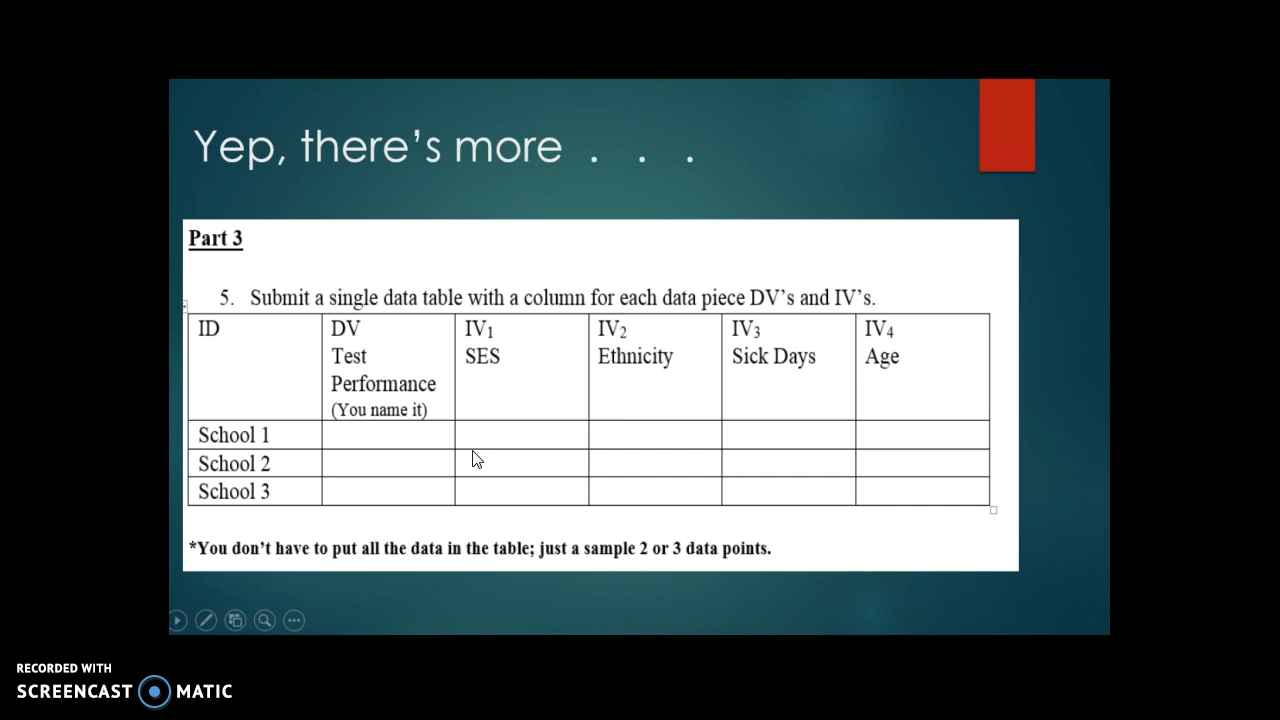 Yep, there's more . . .
Part 3
5. Submit a single data table with a column for each data piece DV's and IV's.
ID DV IV1 IV2 IV3 IV4
Test SES Ethnicity Sick Days Age
Performance
(You name it)
School 1
School 2
School 3
*You don't have to put all the data in the table; just a sample 2 or 3 data points.
RECORDED WITH
SCREENCAST MATIC